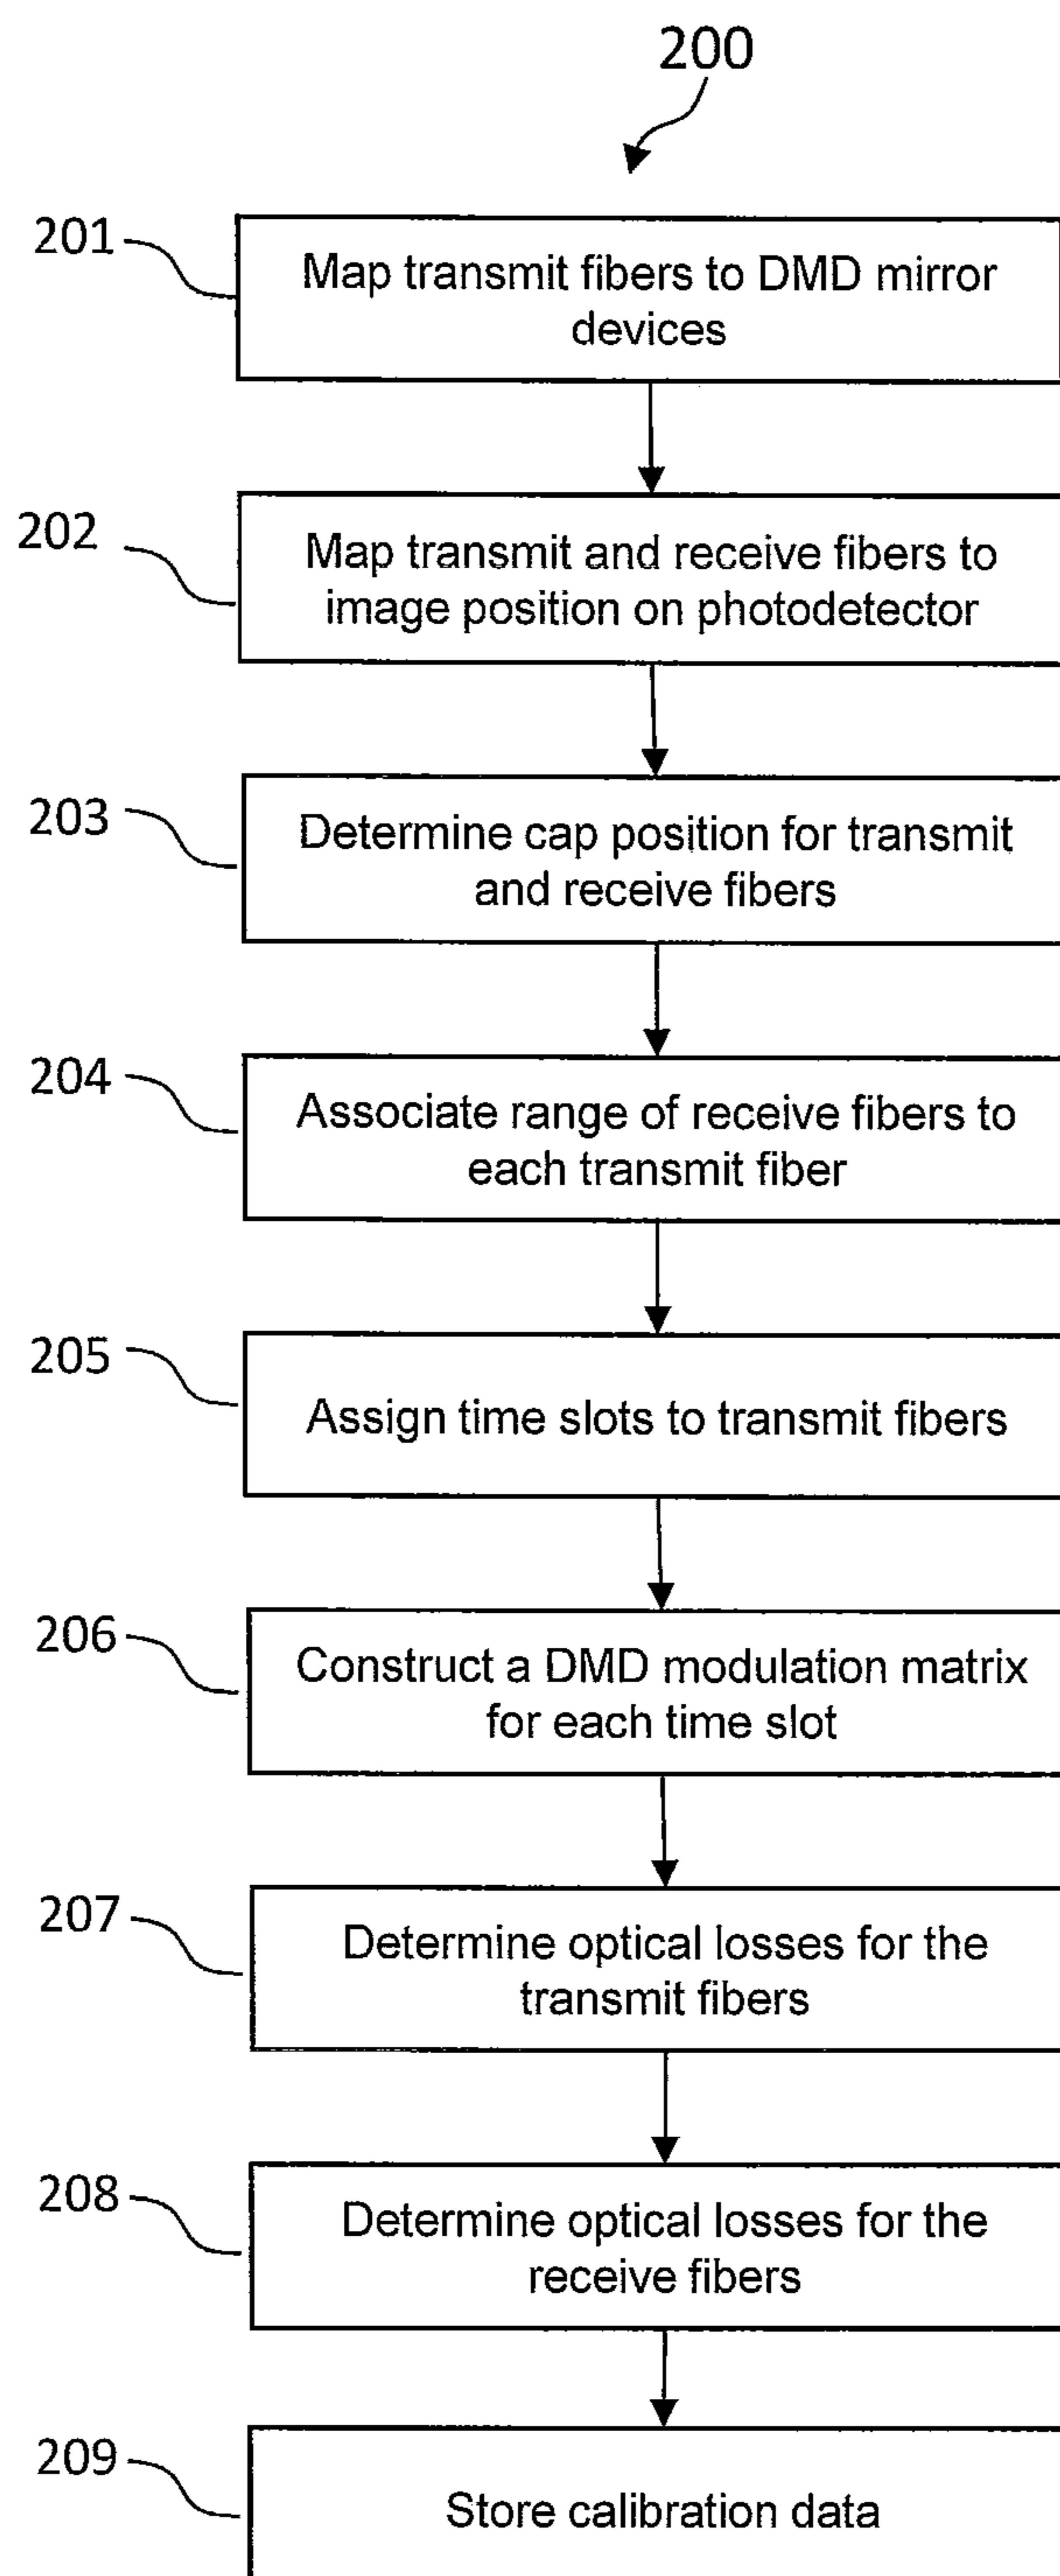 200
201
Map transmit fibers to DMD mirror
devices
202
Map transmit and receive fibers to
image position on photodetector
203
Determine cap position for transmit
and receive fibers
204
Associate range of receive fibers to
each transmit fiber
205
Assign time slots to transmit fibers
206
Construct a DMD modulation matrix
for each time slot
207
Determine optical losses for the
transmit fibers
208
Determine optical losses for the
receive fibers
209
Store calibration data